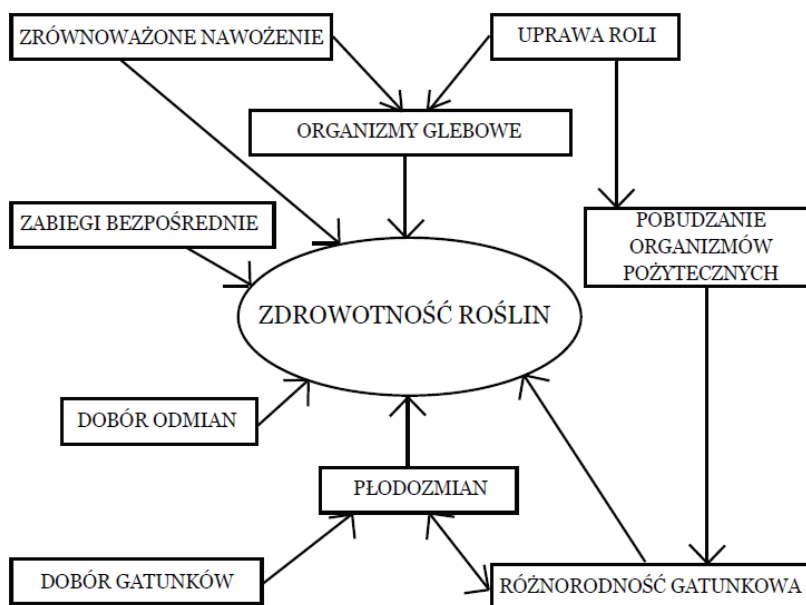 ZRÓWNOWAŻONE NAWOŻENIE
UPRAWA ROLI
ORGANIZMY GLEBOWE
ZABIEGI BEZPOŚREDNIE
POBUDZANIE
ORGANIZMÓW
POŻYTECZNYCH
ZDROWOTNOŚĆ ROŚLIN
DOBÓR ODMIAN
PŁODOZMIAN
DOBÓR GATUNKÓW
RÓŻNORODNOŚĆ GATUNKOWA